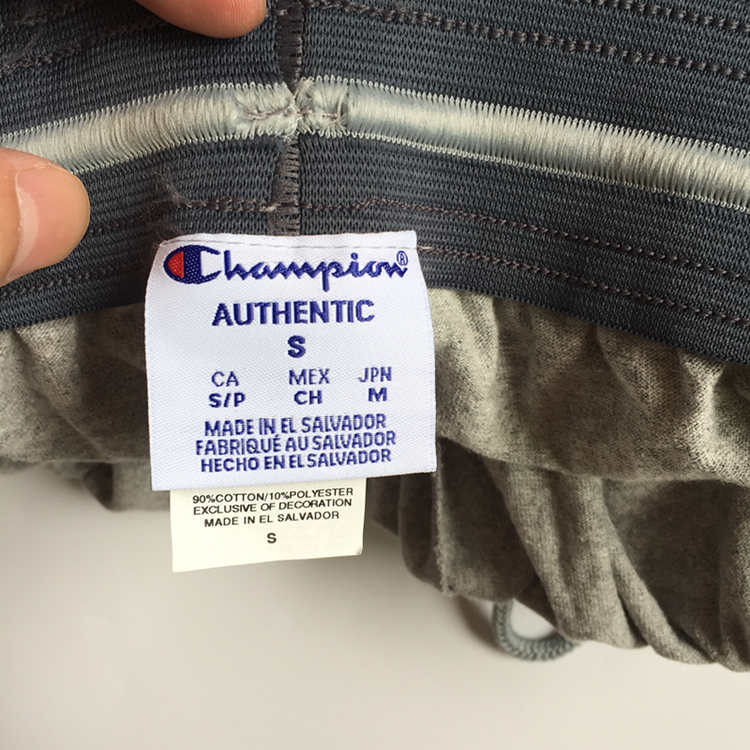 Champion®
AUTHENTIC
S
CA MEX JPN
S/P CH M
MADE IN EL SALVADOR
FABRIQUÉ AU SALVADOR
HECHO EN EL SALVADOR
90%COTTON/10%POLYESTER
EXCLUSIVE OF DECORATION
MADE IN EL SALVADOR
S